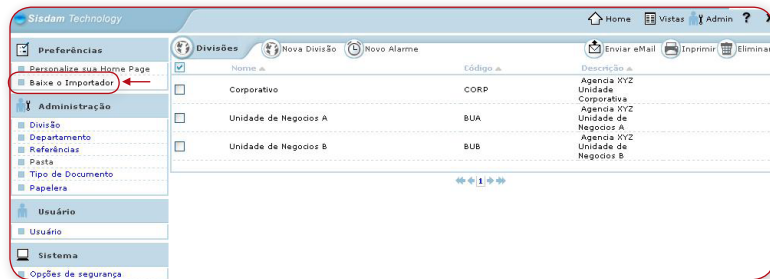 Sisdam Technology
Home Vistas Admin ?
Preferências
Personalize sua Home Page
Baixe o Importador
Administração
Divisão
Departamento
Referências
Pasta
Tipo de Documento
Papelera
Usuário
Usuário
Sistema
Opções de segurança
Divisões Nova Divisão Novo Alarme Enviar eMail Inprimir Eliminar
Nome Código Descrição
Corporativo CORP Agencia XYZ
Unidade
Corporativa
Unidade de Negocios A BUA Agencia XYZ
Unidade de
Negocios A
Unidade de Negocios B BUB Agencia XYZ
Unidade de
Negocios B
1